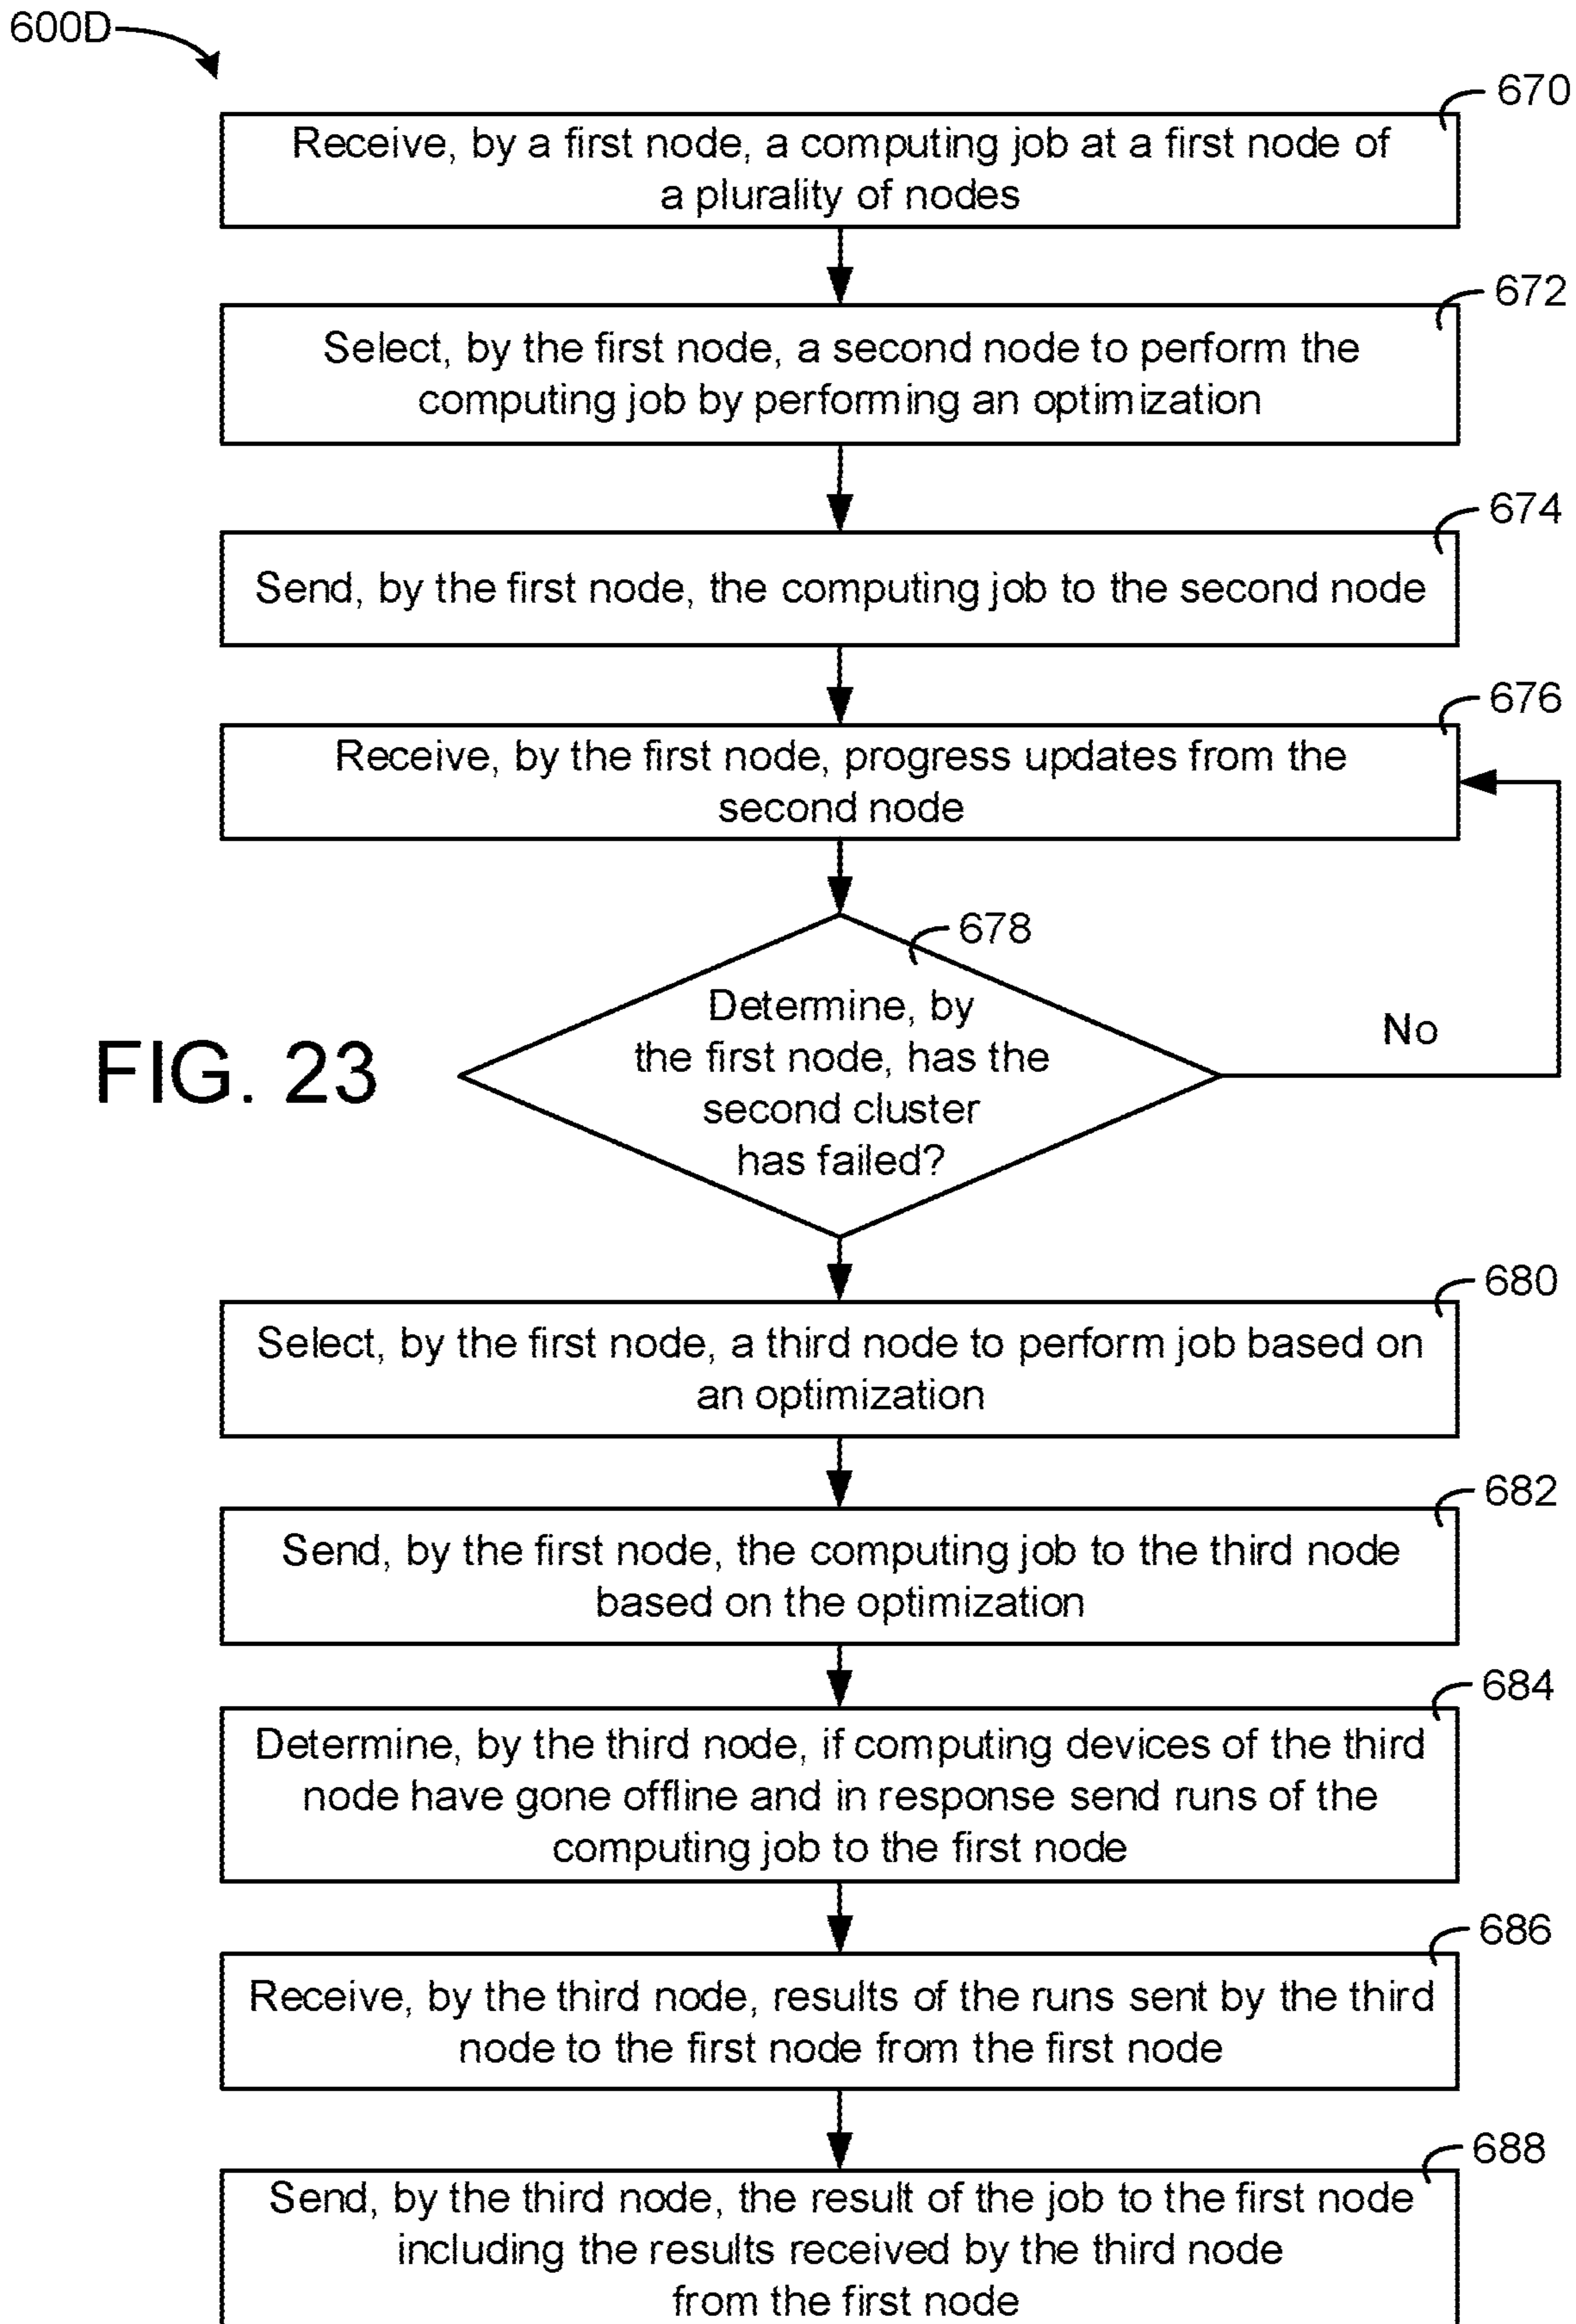 600D
670
Receive, by a first node, a computing job at a first node of
a plurality of nodes
672
Select, by the first node, a second node to perform the
computing job by performing an optimization
674
Send, by the first node, the computing job to the second node
676
Receive, by the first node, progress updates from the
second node
678
Determine, by
the first node, has the
second cluster
has failed?
No
FIG. 23
680
Select, by the first node, a third node to perform job based on
an optimization
682
Send, by the first node, the computing job to the third node
based on the optimization
684
Determine, by the third node, if computing devices of the third
node have gone offline and in response send runs of the
computing job to the first node
686
Receive, by the third node, results of the runs sent by the third
node to the first node from the first node
688
Send, by the third node, the result of the job to the first node
including the results received by the third node
from the first node